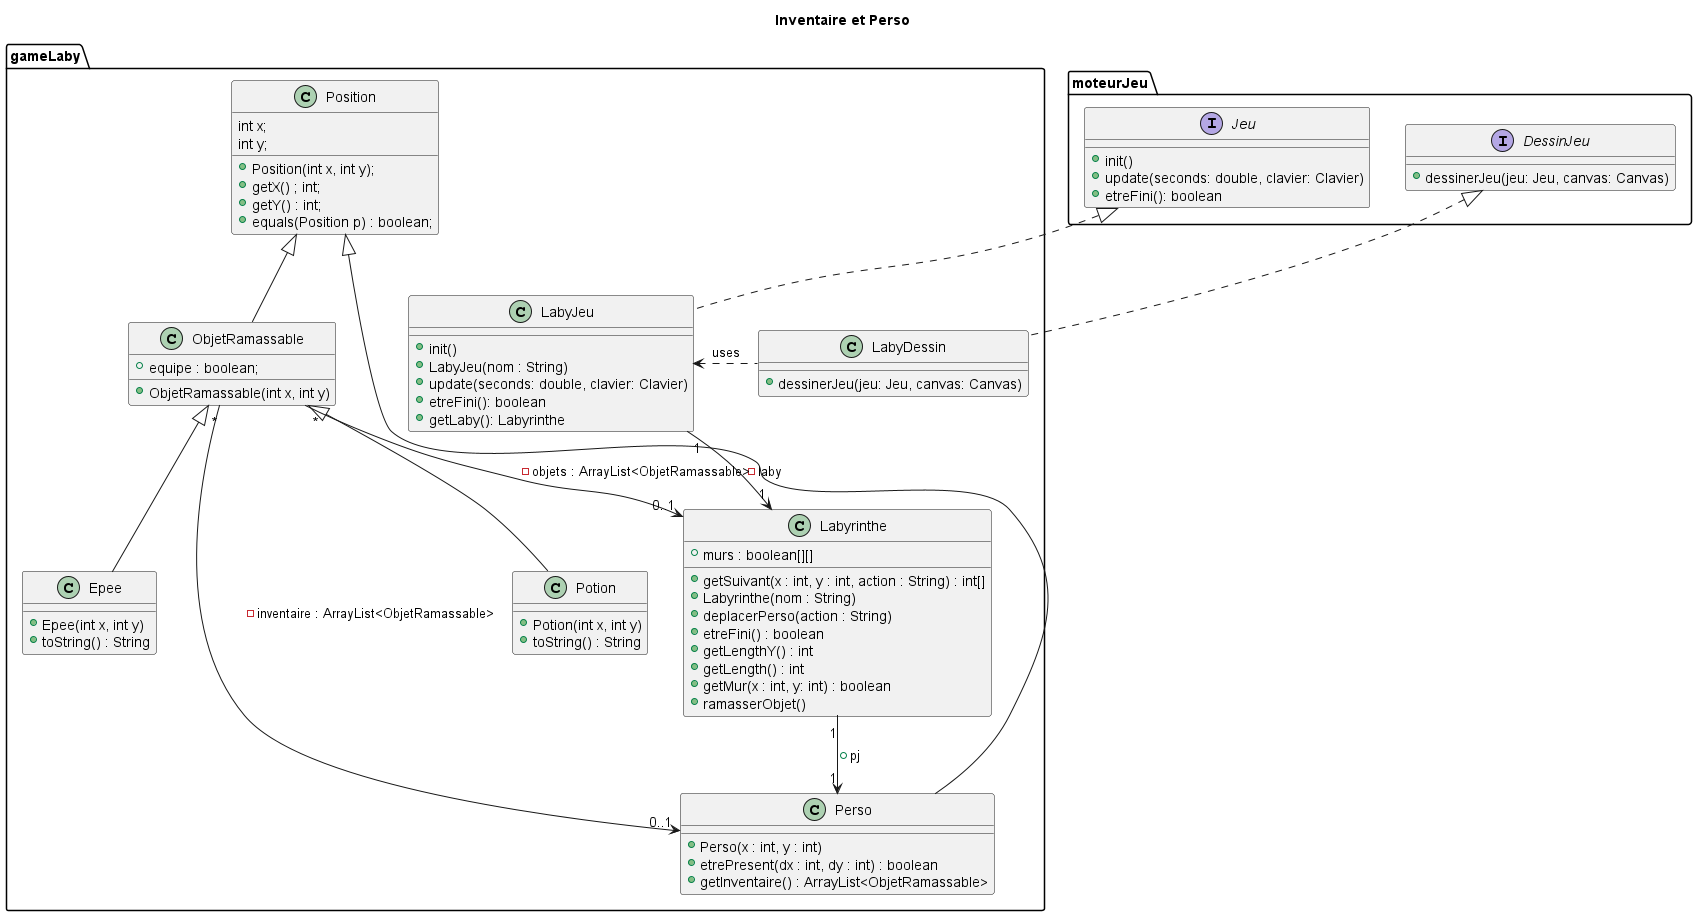 Inventaire et Perso
gameLaby
moteurJeu
C Position
int x;
int y;
Position(int x, int y);
getX() ; int;
getY() : int;
equals(Position p) : boolean;
I Jeu
init()
update(seconds: double, clavier: Clavier)
etreFini(): boolean
I DessinJeu
dessinerJeu(jeu: Jeu, canvas: Canvas)
C ObjetRamassable
equipe : boolean;
ObjetRamassable(int x, int y)
C LabyJeu
init()
LabyJeu(nom : String)
update(seconds: double, clavier: Clavier)
etreFini(): boolean
getLaby(): Labyrinthe
uses
C LabyDessin
dessinerJeu(jeu: Jeu, canvas: Canvas)
*
*
1
objets : ArrayList<ObjetRamassable>
laby
0..1
1
C Epee
Epee(int x, int y)
toString() : String
inventaire : ArrayList<ObjetRamassable>
C Potion
Potion(int x, int y)
toString() : String
C Labyrinthe
murs : boolean[][]
getSuivant(x : int, y : int, action : String) : int[]
Labyrinthe(nom : String)
deplacerPerso(action : String)
etreFini() : boolean
getLengthY() : int
getLength() : int
getMur(x : int, y: int) : boolean
ramasserObjet()
1
pj
1
0..1
C Perso
Perso(x : int, y : int)
etrePresent(dx : int, dy : int) : boolean
getInventaire() : ArrayList<ObjetRamassable>